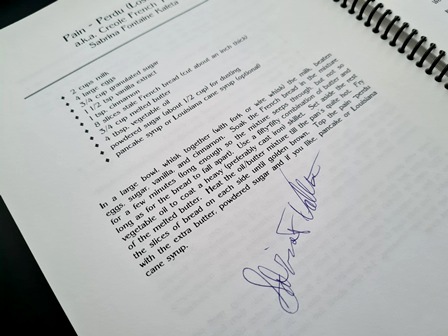 Pain - Perdu (Lost
a.k.a. Creole French
Sabrina Fontaine Kaleta
2 cups milk
4 large eggs
3/4 cup granulated sugar
1 1/2 tsp. vanilla extract
1 tsp. cinnamon
8 slices stale French bread (cut about an inch thick)
3/4 cup melted butter
4 tbsp. vegetable oil
powdered sugar (about 1/2 cup) for dusting
pancake syrup or Louisiana cane syrup (optional)
In a large bowl, whisk together with fork or wire whisk the milk, beaten
eggs, sugar, vanilla and cinnamon. Soak the French bread in the mixture
for a few minutes (long enough so the mixture seeps through but not so
long as for the bread to fall apart). Use a fifty-fifty combination of butter and
vegetable oil to coat a heavy (preferably cast iron) skillet. Set aside the rest
of the melted butter. Heat the oil/butter mixture till the pan's quite hot. Fry
the slices of bread on each side until golden brown. Top the pain - perdu
with the extra butter, powdered sugar and if you like, pancake or Louisiana
cane syrup.